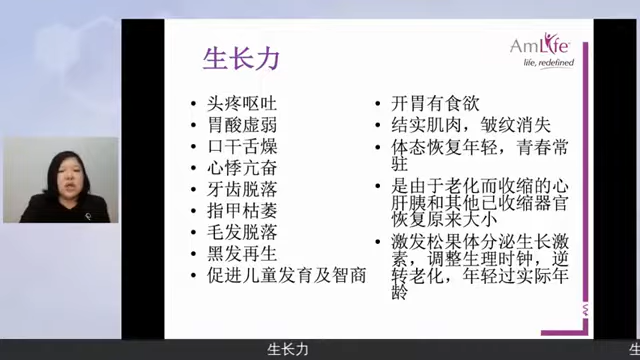 生长力
AmLife
life, redefined
头疼呕吐
胃酸虚弱
口干舌燥
心悸亢奋
牙齿脱落
指甲枯萎
毛发脱落
黑发再生
促进儿童发育及智商
开胃有食欲
结实肌肉，皱纹消失
体态恢复年轻，青春常
驻
是由于老化而收缩的心
肝胰和其他已收缩器官
恢复原来大小
激发松果体分泌生长激
素，调整生理时钟，逆
转老化，年轻过实际年
龄
生长力